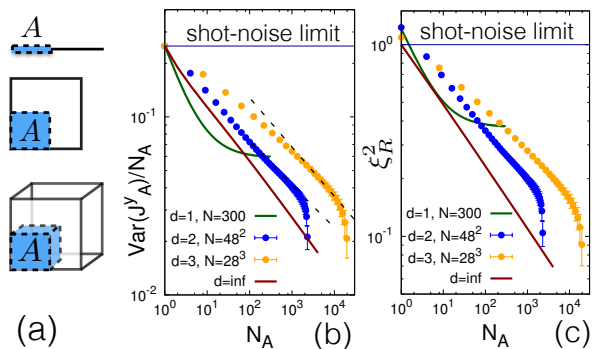 A
A
A
(a)
shot-noise limit
Var(J^y_A)/N_A
10^-1
10^-2
d=1, N=300
d=2, N=48^2
d=3, N=28^3
d=inf
10^0 10^1 10^2 10^3 10^4
N_A (b)
shot-noise limit
ξ_R^2
10^0
10^-1
d=1, N=300
d=2, N=48^2
d=3, N=28^3
d=inf
10^0 10^1 10^2 10^3 10^4
N_A (c)